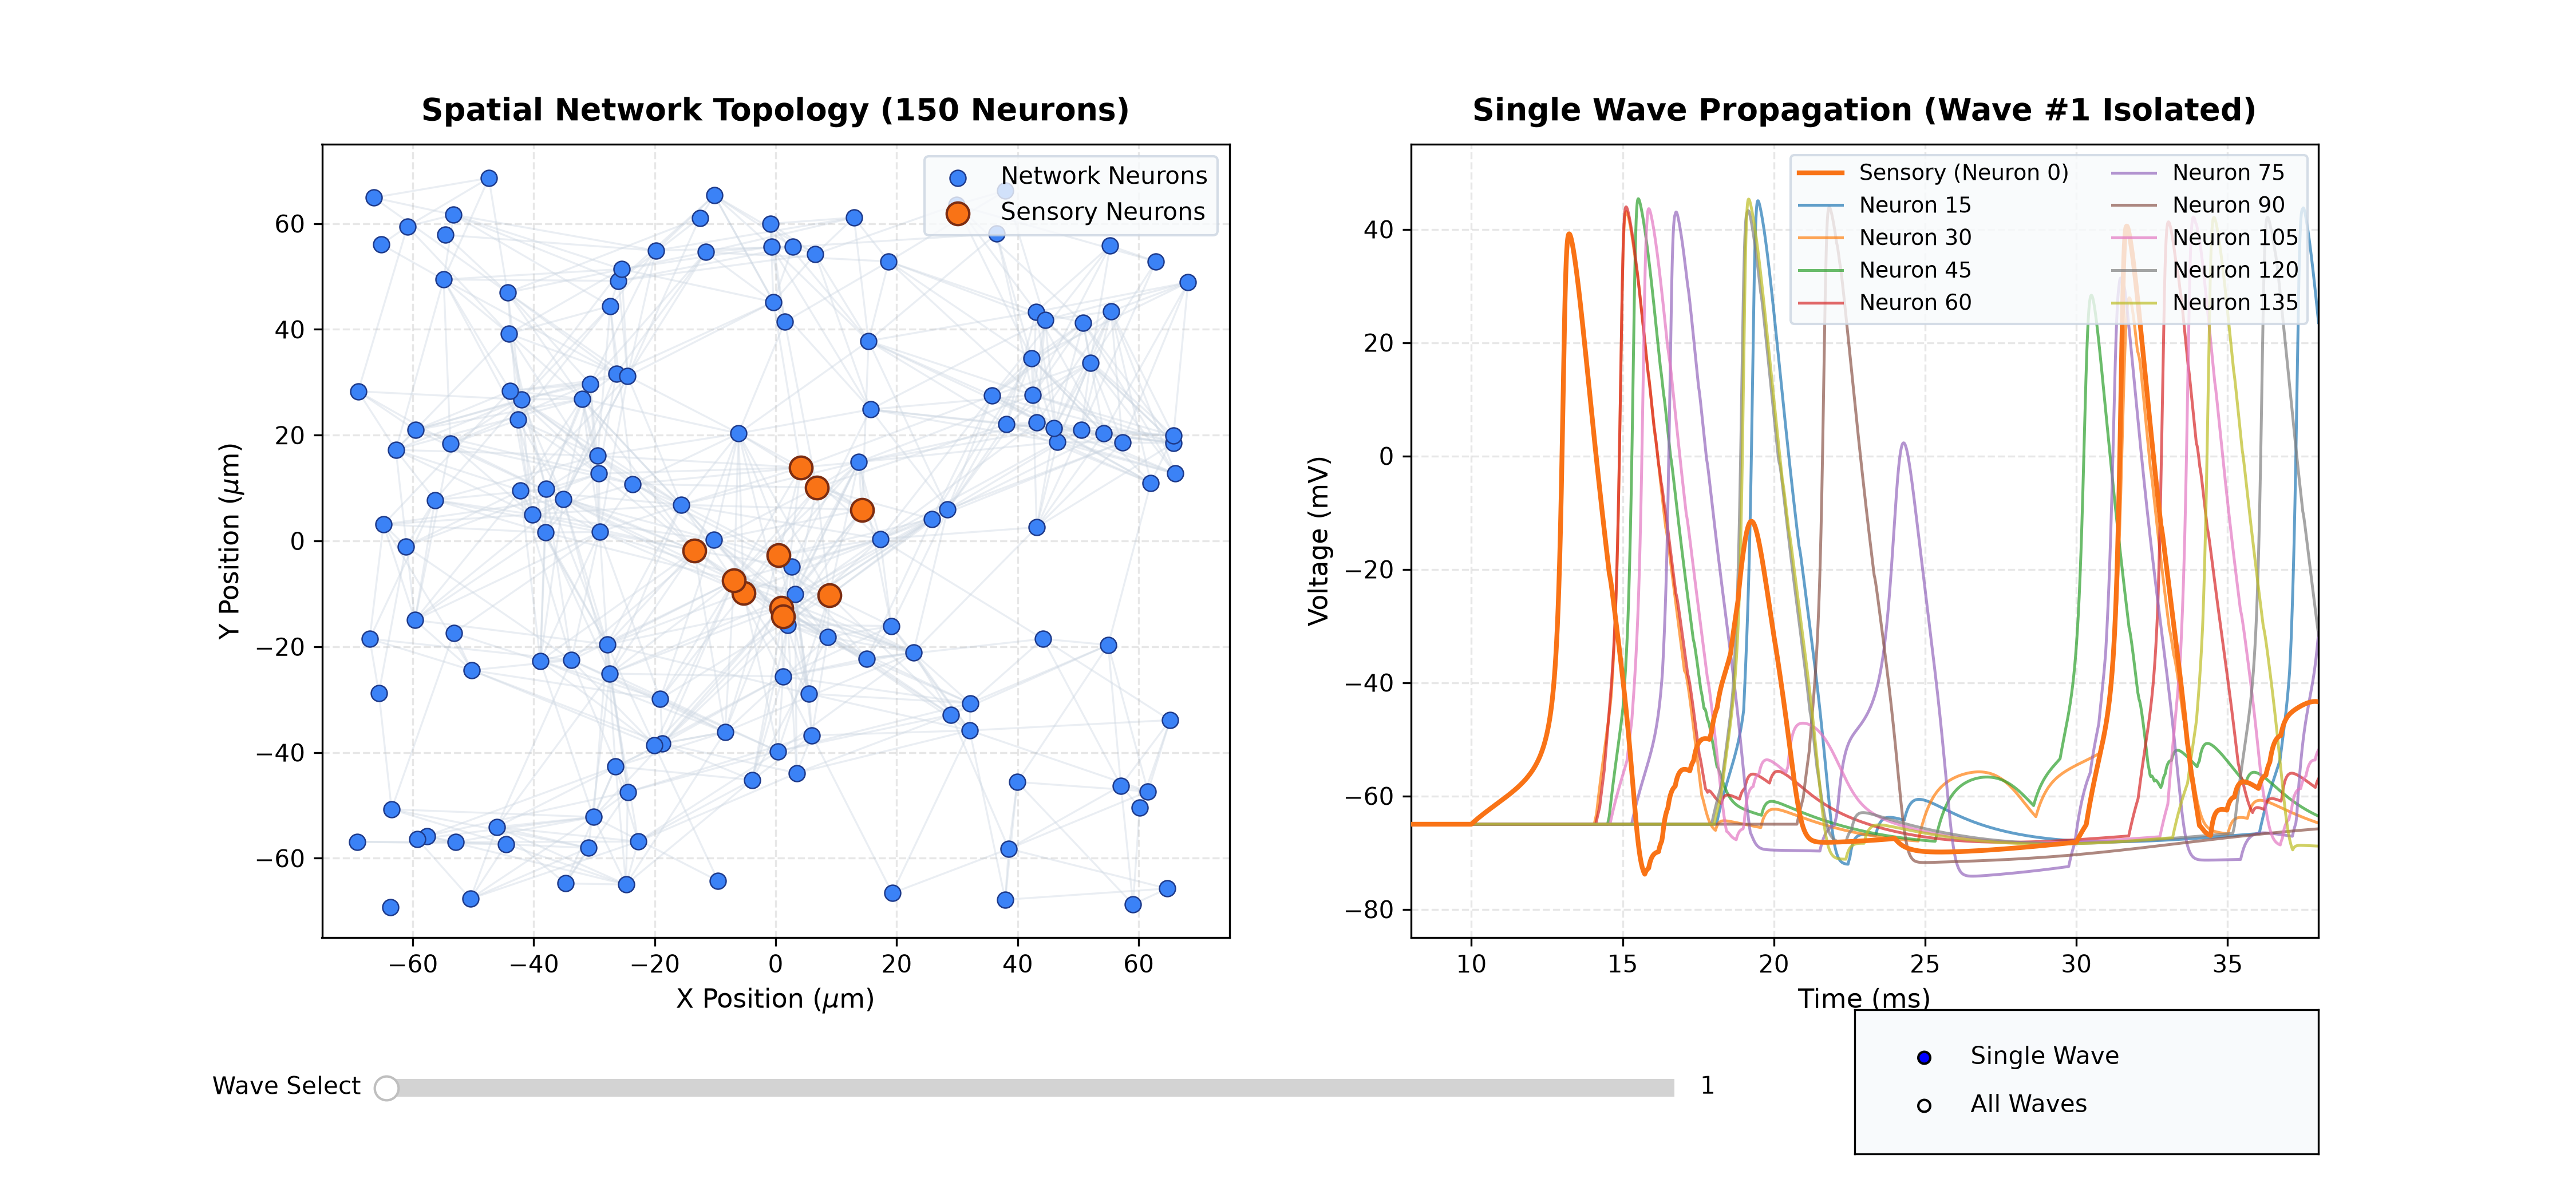 Spatial Network Topology (150 Neurons)
Network Neurons
Sensory Neurons
60
40
20
0
−20
−40
−60
Y Position (μm)
−60
−40
−20
0
20
40
60
X Position (μm)
Single Wave Propagation (Wave #1 Isolated)
Sensory (Neuron 0)
Neuron 15
Neuron 30
Neuron 45
Neuron 60
Neuron 75
Neuron 90
Neuron 105
Neuron 120
Neuron 135
40
20
0
−20
−40
−60
−80
Voltage (mV)
10
15
20
25
30
35
Time (ms)
Wave Select
1
Single Wave
All Waves